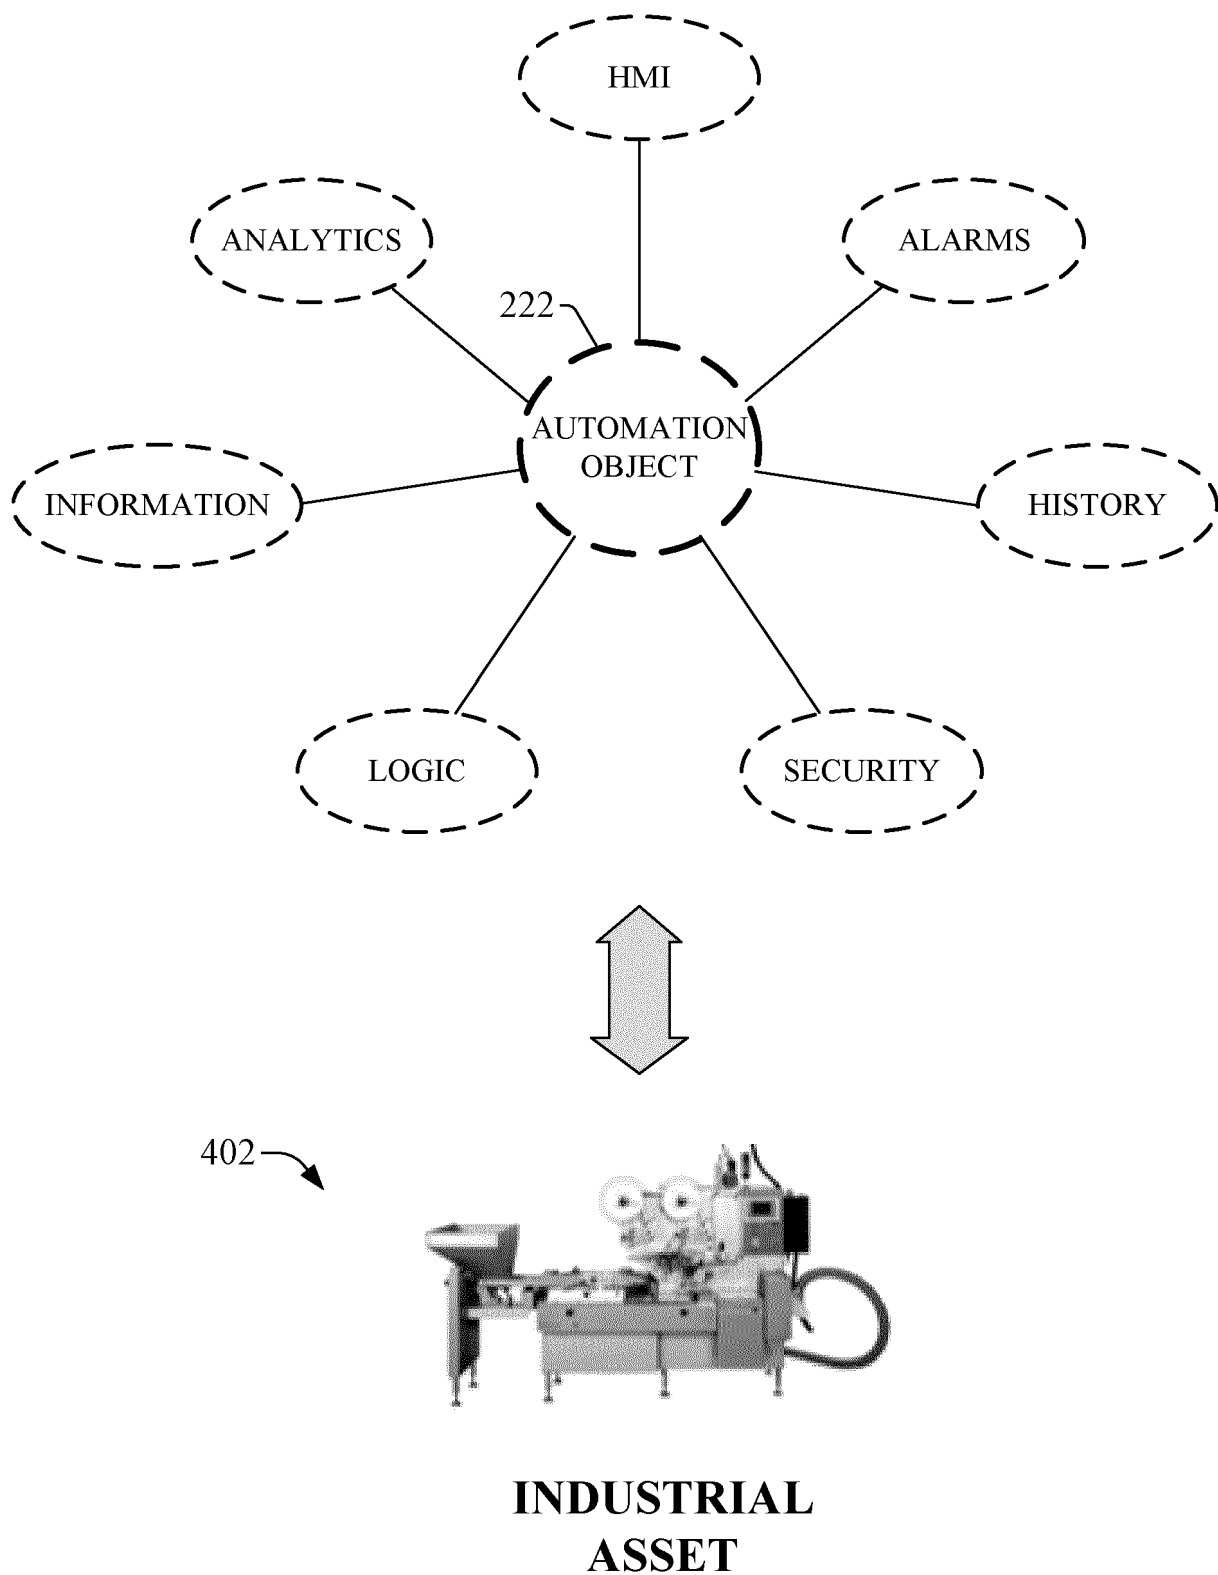 HMI
ANALYTICS
ALARMS
222
AUTOMATION
OBJECT
INFORMATION
HISTORY
LOGIC
SECURITY
402
INDUSTRIAL
ASSET